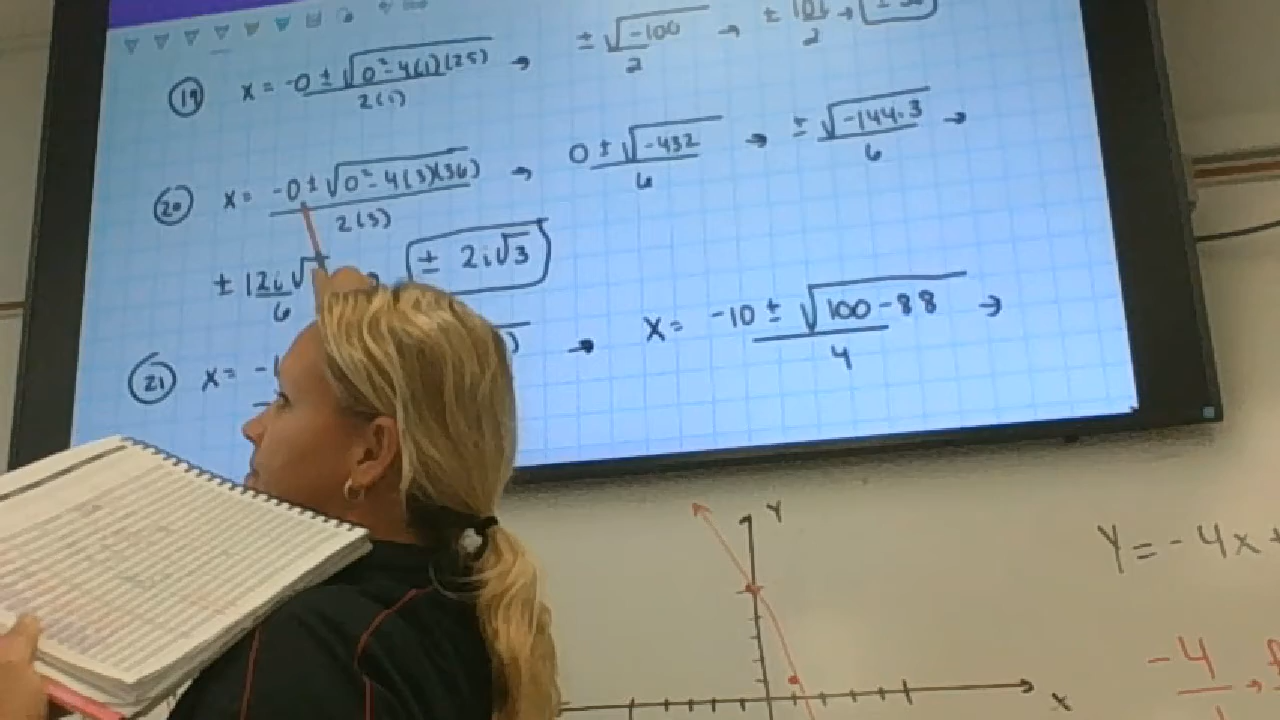 (19) x = -0 ± √0² - 4(1)(25) / 2(1) → ± √-100 / 2 → ± 10i / 2 →
(20) x = -0 ± √0² - 4(3)(36) / 2(3) → 0 ± √-432 / 6 → ± √-144·3 / 6 →
± 12i√ / 6 ± 2i√3
(21) x = - → x = -10 ± √100 - 88 / 4 →
Y
Y = -4x +
-4 →
X